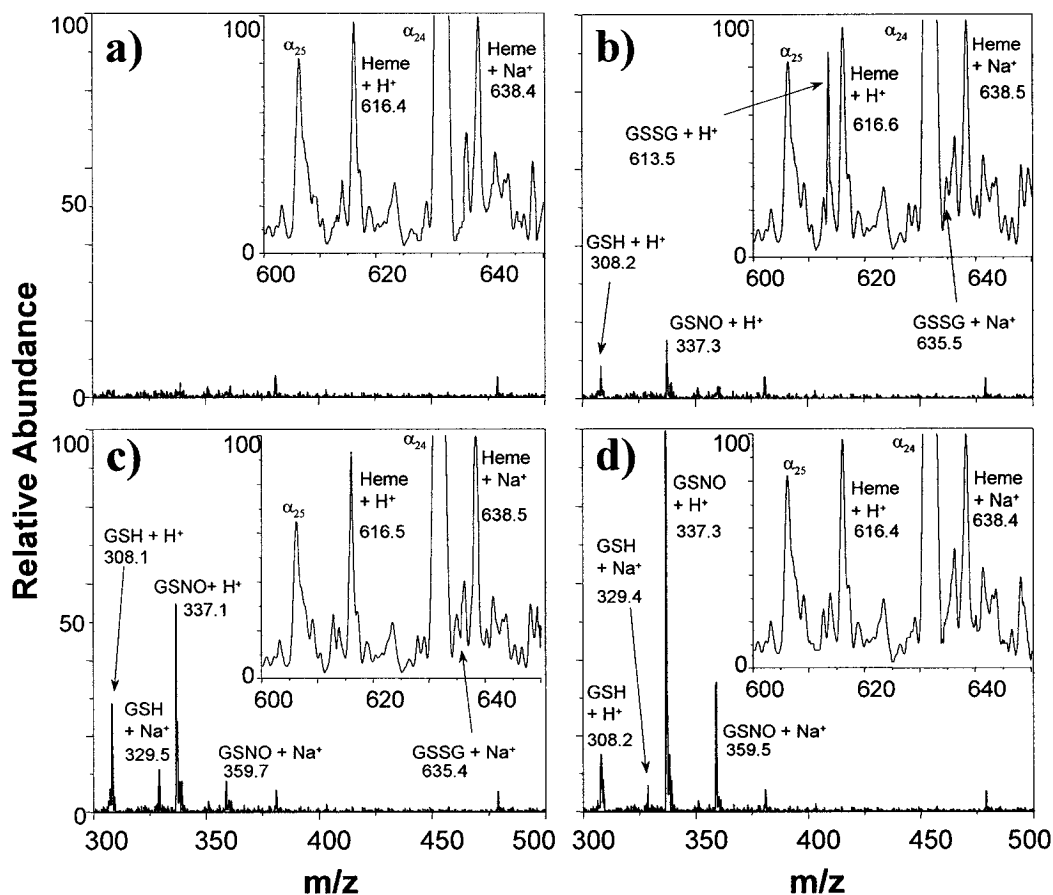 Relative Abundance
a)
100
50
0
100
0
α25
Heme
+ H+
616.4
α24
Heme
+ Na+
638.4
600
620
640
b)
100
0
α25
GSSG + H+
613.5
Heme
+ H+
616.6
α24
Heme
+ Na+
638.5
600
620
640
GSH + H+
308.2
GSNO + H+
337.3
GSSG + Na+
635.5
c)
100
50
0
100
0
α25
Heme
+ H+
616.5
α24
Heme
+ Na+
638.5
600
620
640
GSH + H+
308.1
GSNO+ H+
337.1
GSH
+ Na+
329.5
GSNO + Na+
359.7
GSSG + Na+
635.4
300
350
400
450
500
m/z
d)
100
0
GSNO
+ H+
337.3
α25
Heme
+ H+
616.4
α24
Heme
+ Na+
638.4
600
620
640
GSH
+ Na+
329.4
GSH
+ H+
308.2
GSNO + Na+
359.5
300
350
400
450
500
m/z